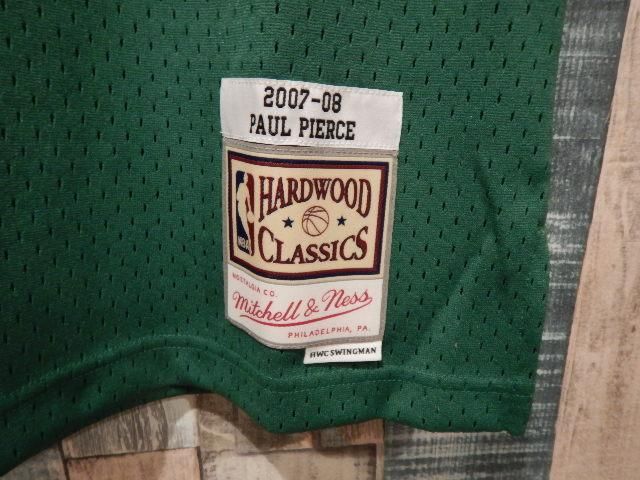 2007-08
PAUL PIERCE
HARDWOOD
CLASSICS
NBA
NOSTALGIA CO.
Mitchell & Ness
PHILADELPHIA, PA.
HWC SWINGMAN